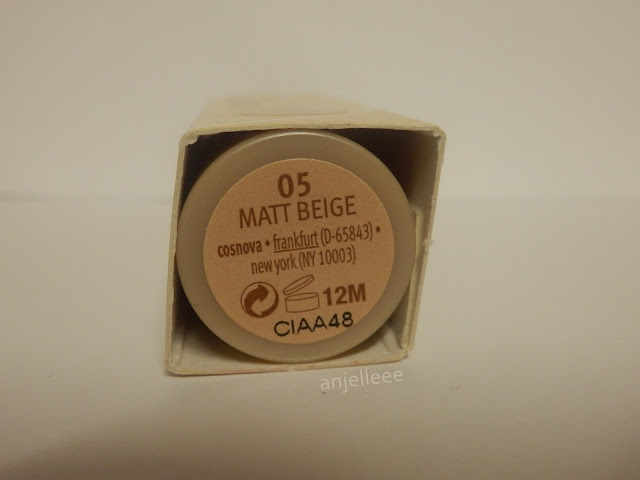 05
MATT BEIGE
cosnova • frankfurt (D-65843) •
new york (NY 10003)
12M
CIAA48
anjelleee